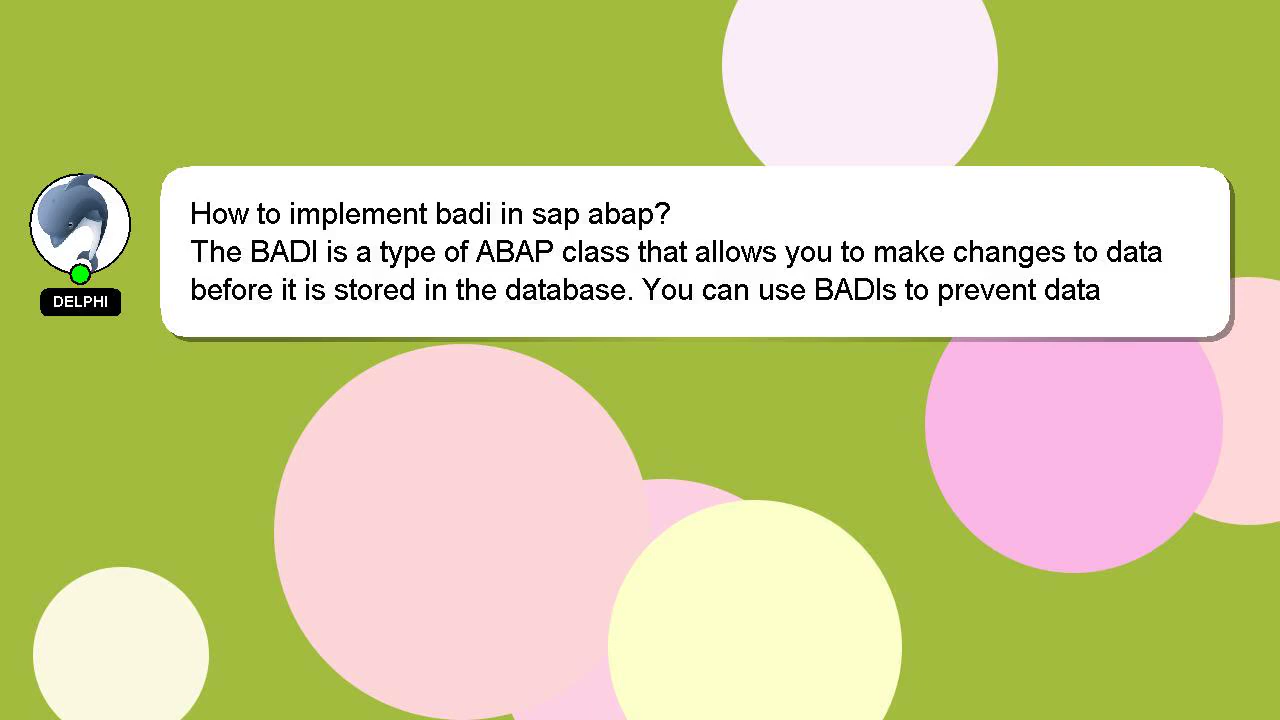 How to implement badi in sap abap?
The BADI is a type of ABAP class that allows you to make changes to data
before it is stored in the database. You can use BADIs to prevent data
DELPHI